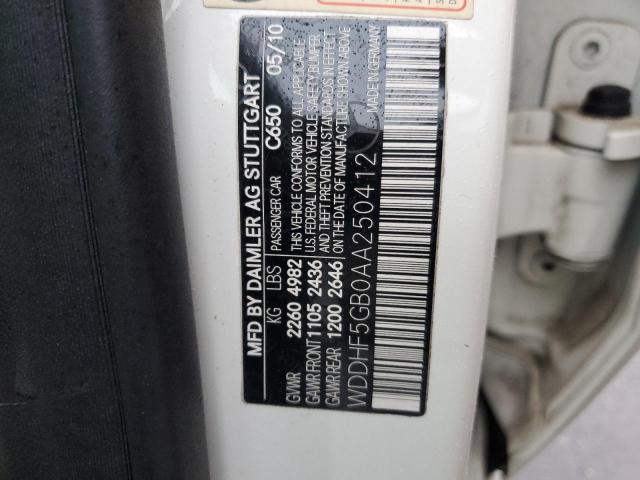 MFD BY DAIMLER AG STUTTGART
KG LBS PASSENGER CAR C650 05/10
GVWR 2260 4982 THIS VEHICLE CONFORMS TO ALL APPLICABLE
GAWR FRONT 1105 2436 U.S. FEDERAL MOTOR VEHICLE SAFETY, BUMPER,
GAWR REAR 1200 2646 AND THEFT PREVENTION STANDARDS IN EFFECT
ON THE DATE OF MANUFACTURE SHOWN ABOVE
WDDHF5GB0AA250412 MADE IN GERMANY